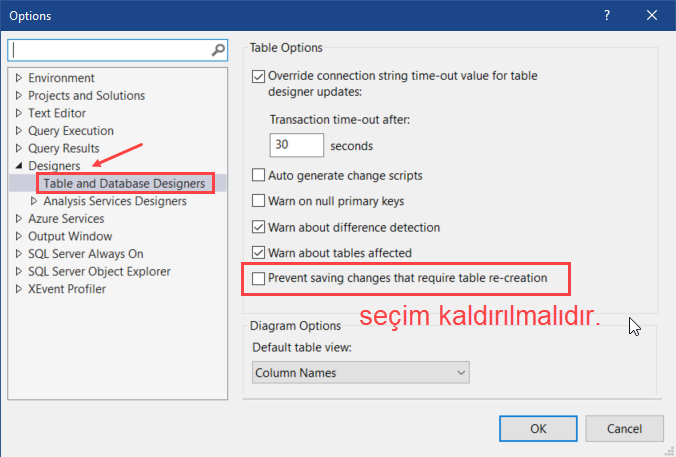 Options
?
Environment
Projects and Solutions
Text Editor
Query Execution
Query Results
Designers
Table and Database Designers
Analysis Services Designers
Azure Services
Output Window
SQL Server Always On
SQL Server Object Explorer
XEvent Profiler
Table Options
Override connection string time-out value for table
designer updates:
Transaction time-out after:
30 seconds
Auto generate change scripts
Warn on null primary keys
Warn about difference detection
Warn about tables affected
Prevent saving changes that require table re-creation
seçim kaldırılmalıdır.
Diagram Options
Default table view:
Column Names
OK
Cancel